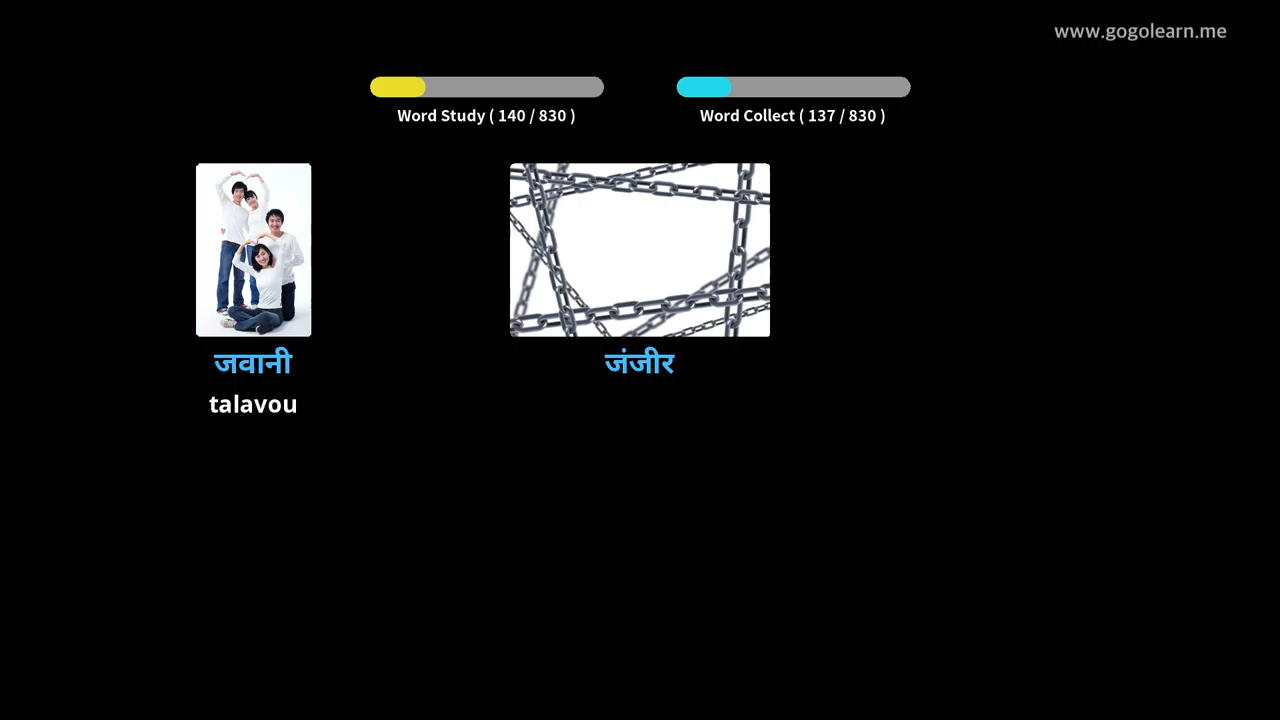 www.gogolearn.me
Word Study ( 140 / 830 )
Word Collect ( 137 / 830 )
जवानी
talavou
जंजीर